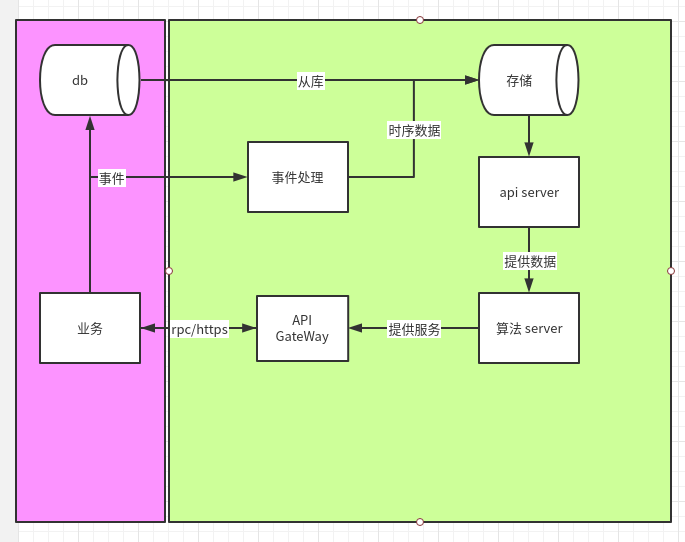 db
从库
存储
时序数据
事件
事件处理
api server
提供数据
业务
rpc/https
API
GateWay
提供服务
算法 server